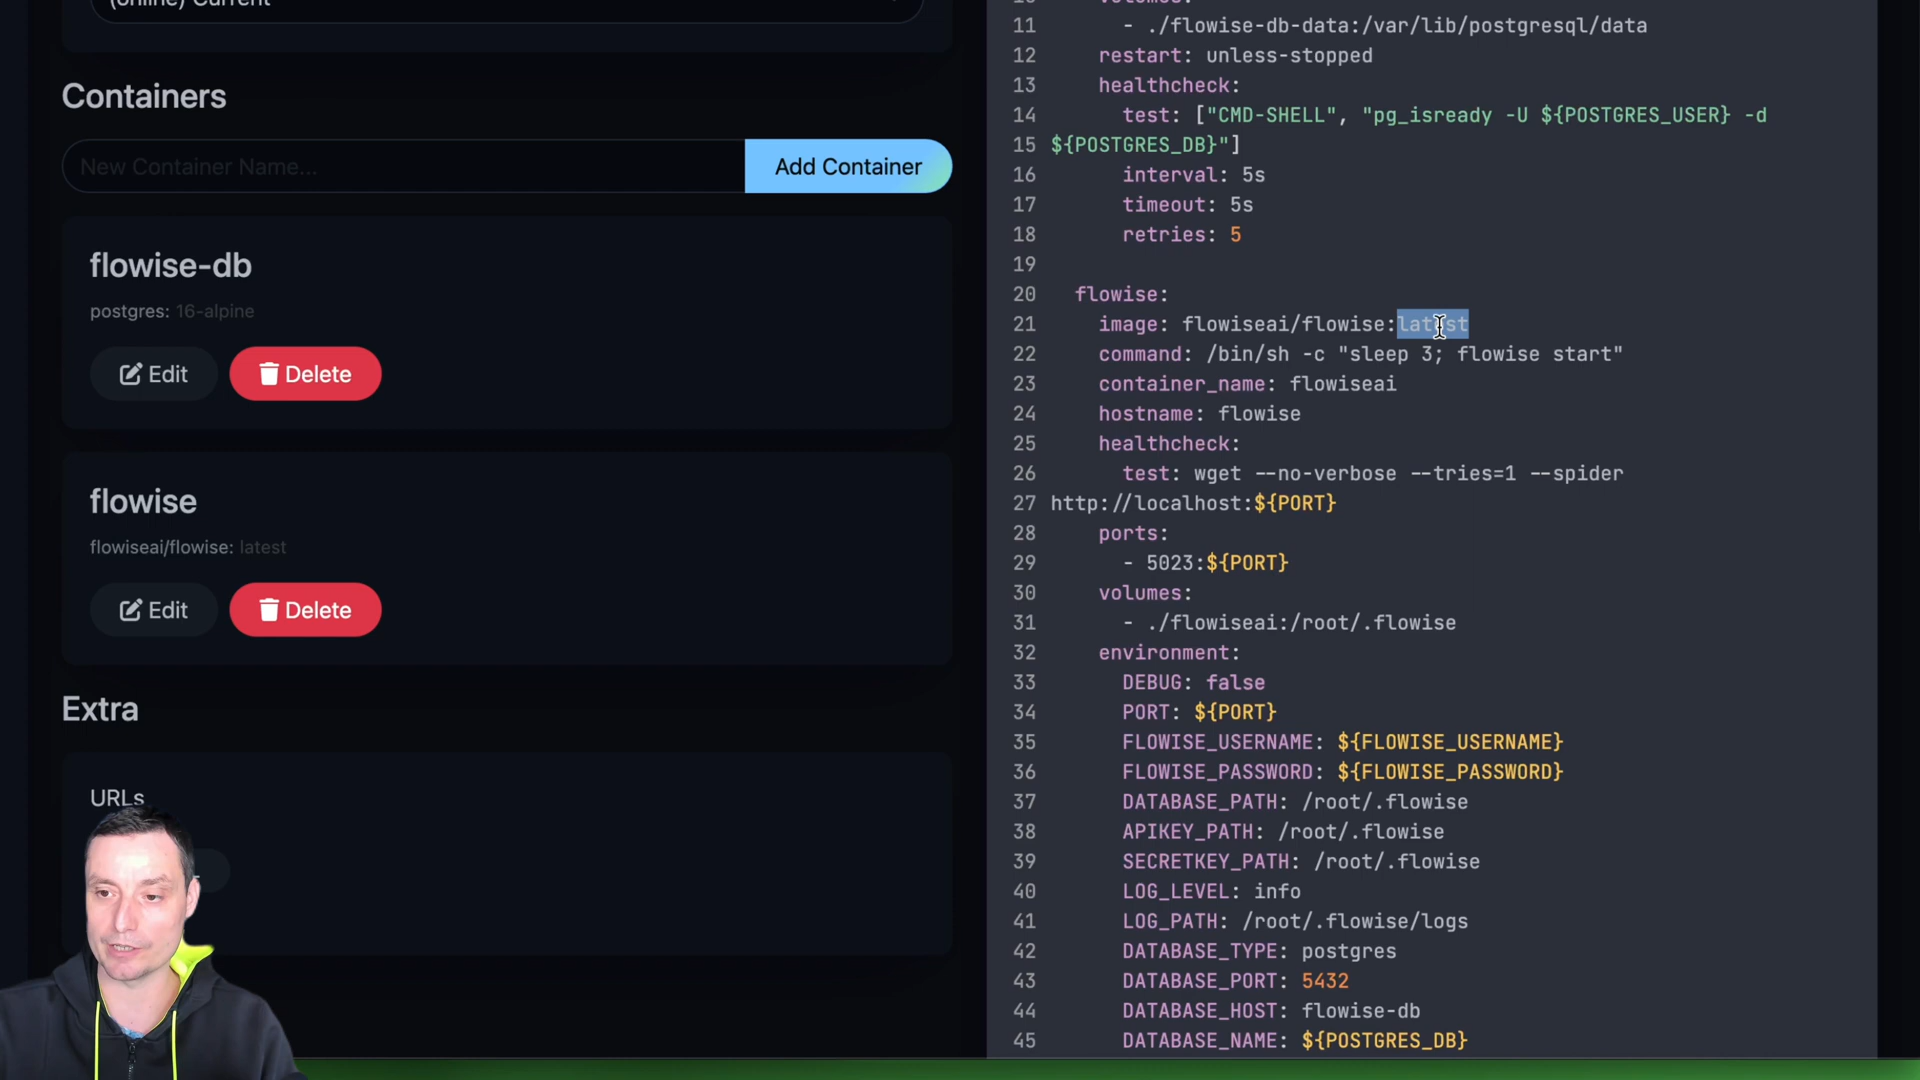 (online) Current
Containers
New Container Name...
Add Container
flowise-db
postgres: 16-alpine
Edit
Delete
flowise
flowiseai/flowise: latest
Edit
Delete
Extra
URLs
11 - ./flowise-db-data:/var/lib/postgresql/data
12 restart: unless-stopped
13 healthcheck:
14 test: ["CMD-SHELL", "pg_isready -U ${POSTGRES_USER} -d
15 ${POSTGRES_DB}"]
16 interval: 5s
17 timeout: 5s
18 retries: 5
19
20 flowise:
21 image: flowiseai/flowise:latest
22 command: /bin/sh -c "sleep 3; flowise start"
23 container_name: flowiseai
24 hostname: flowise
25 healthcheck:
26 test: wget --no-verbose --tries=1 --spider
27 http://localhost:${PORT}
28 ports:
29 - 5023:${PORT}
30 volumes:
31 - ./flowiseai:/root/.flowise
32 environment:
33 DEBUG: false
34 PORT: ${PORT}
35 FLOWISE_USERNAME: ${FLOWISE_USERNAME}
36 FLOWISE_PASSWORD: ${FLOWISE_PASSWORD}
37 DATABASE_PATH: /root/.flowise
38 APIKEY_PATH: /root/.flowise
39 SECRETKEY_PATH: /root/.flowise
40 LOG_LEVEL: info
41 LOG_PATH: /root/.flowise/logs
42 DATABASE_TYPE: postgres
43 DATABASE_PORT: 5432
44 DATABASE_HOST: flowise-db
45 DATABASE_NAME: ${POSTGRES_DB}